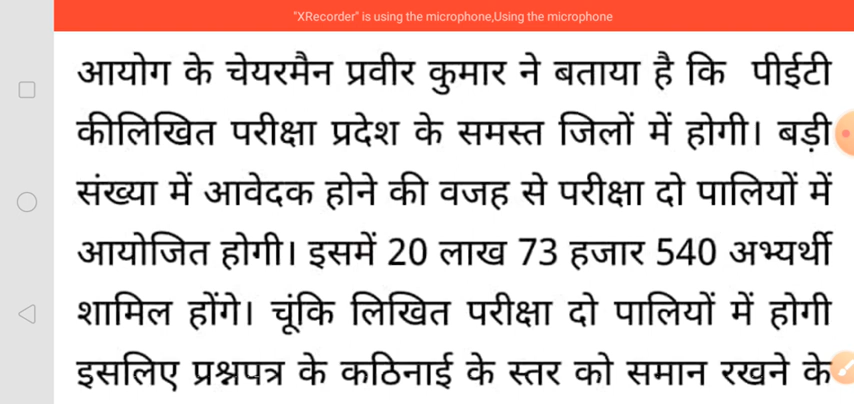 "XRecorder" is using the microphone,Using the microphone
आयोग के चेयरमैन प्रवीर कुमार ने बताया है कि पीईटी
कीलिखित परीक्षा प्रदेश के समस्त जिलों में होगी। बड़ी
संख्या में आवेदक होने की वजह से परीक्षा दो पालियों में
आयोजित होगी। इसमें 20 लाख 73 हजार 540 अभ्यर्थी
शामिल होंगे। चूंकि लिखित परीक्षा दो पालियों में होगी
इसलिए प्रश्नपत्र के कठिनाई के स्तर को समान रखने के